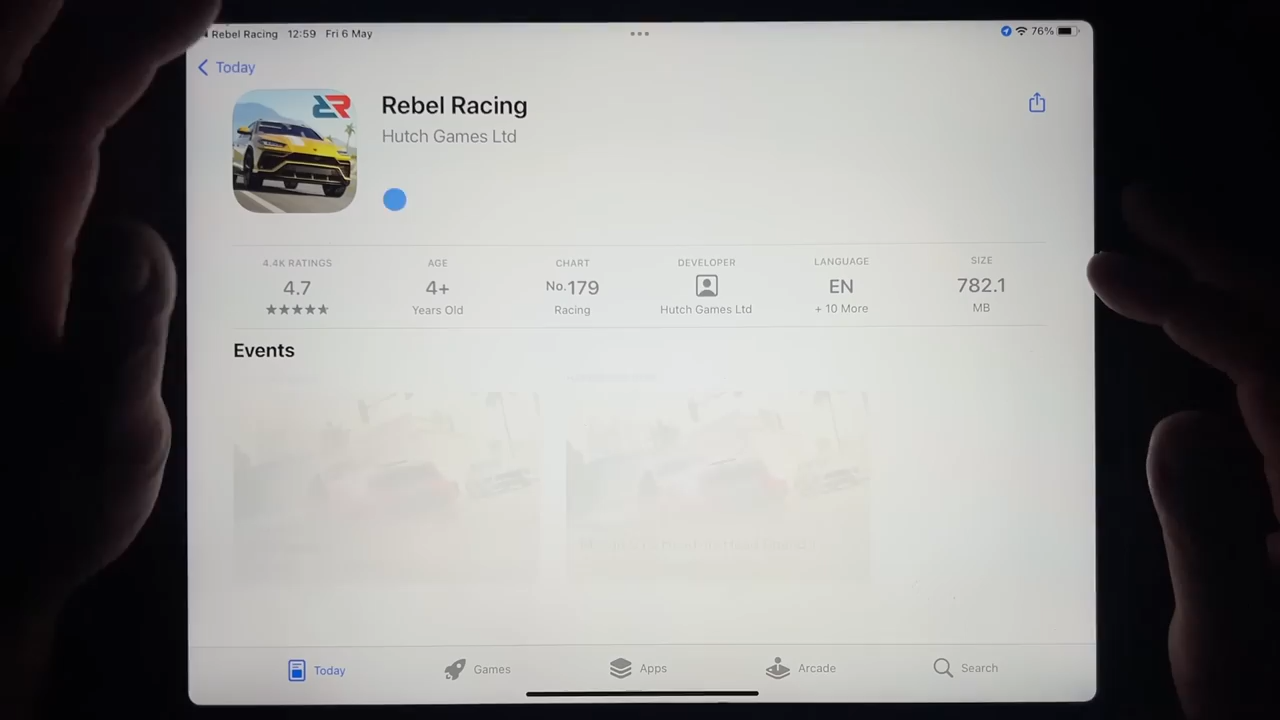 Rebel Racing 12:59 Fri 6 May
76%
Today
Rebel Racing
Hutch Games Ltd
4.4K RATINGS
4.7
★★★★★
AGE
4+
Years Old
CHART
No.179
Racing
DEVELOPER
Hutch Games Ltd
LANGUAGE
EN
+ 10 More
SIZE
782.1
MB
Events
Today
Games
Apps
Arcade
Search